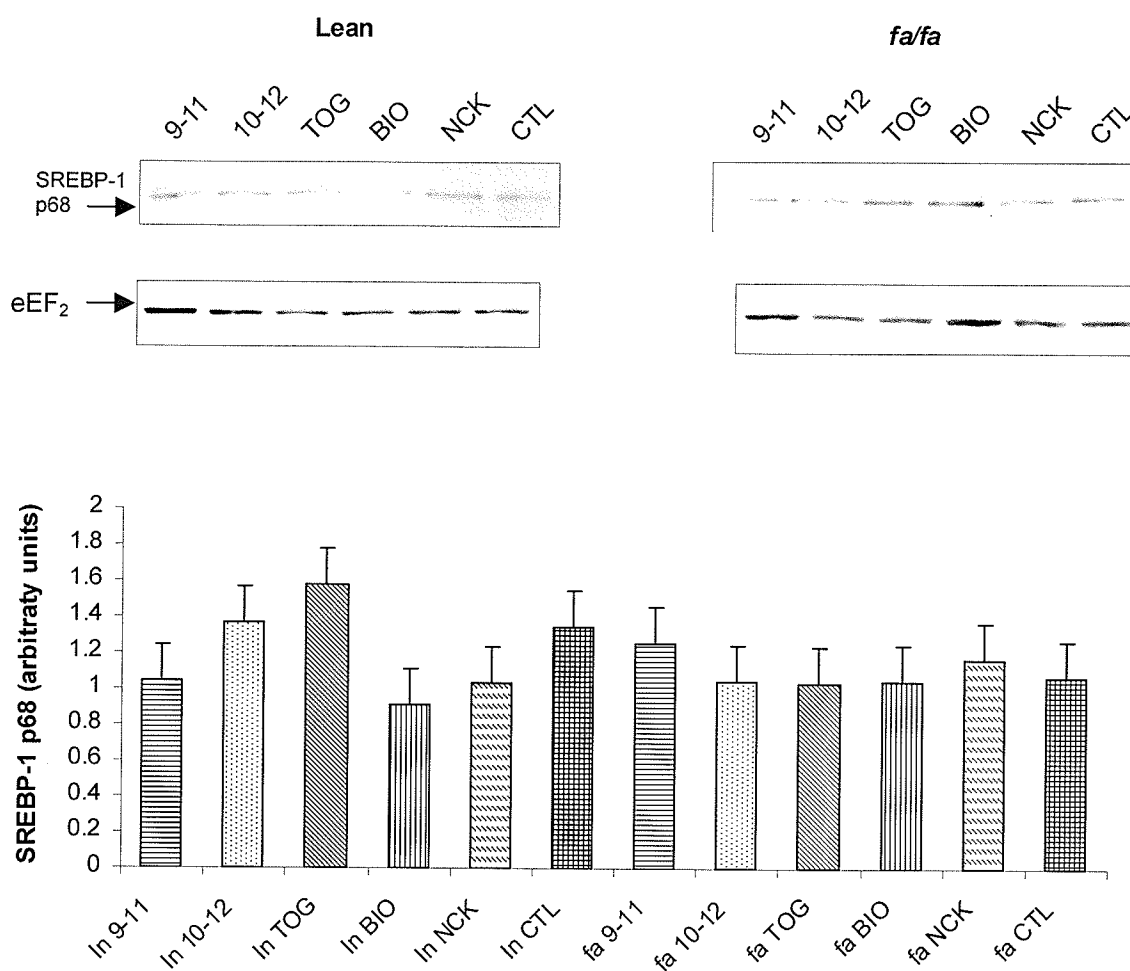 Lean
fa/fa
9-11 10-12 TOG BIO NCK CTL
9-11 10-12 TOG BIO NCK CTL
SREBP-1
p68
eEF2
SREBP-1 p68 (arbitraty units)
2
1.8
1.6
1.4
1.2
1
0.8
0.6
0.4
0.2
0
ln 9-11
ln 10-12
ln TOG
ln BIO
ln NCK
ln CTL
fa 9-11
fa 10-12
fa TOG
fa BIO
fa NCK
fa CTL